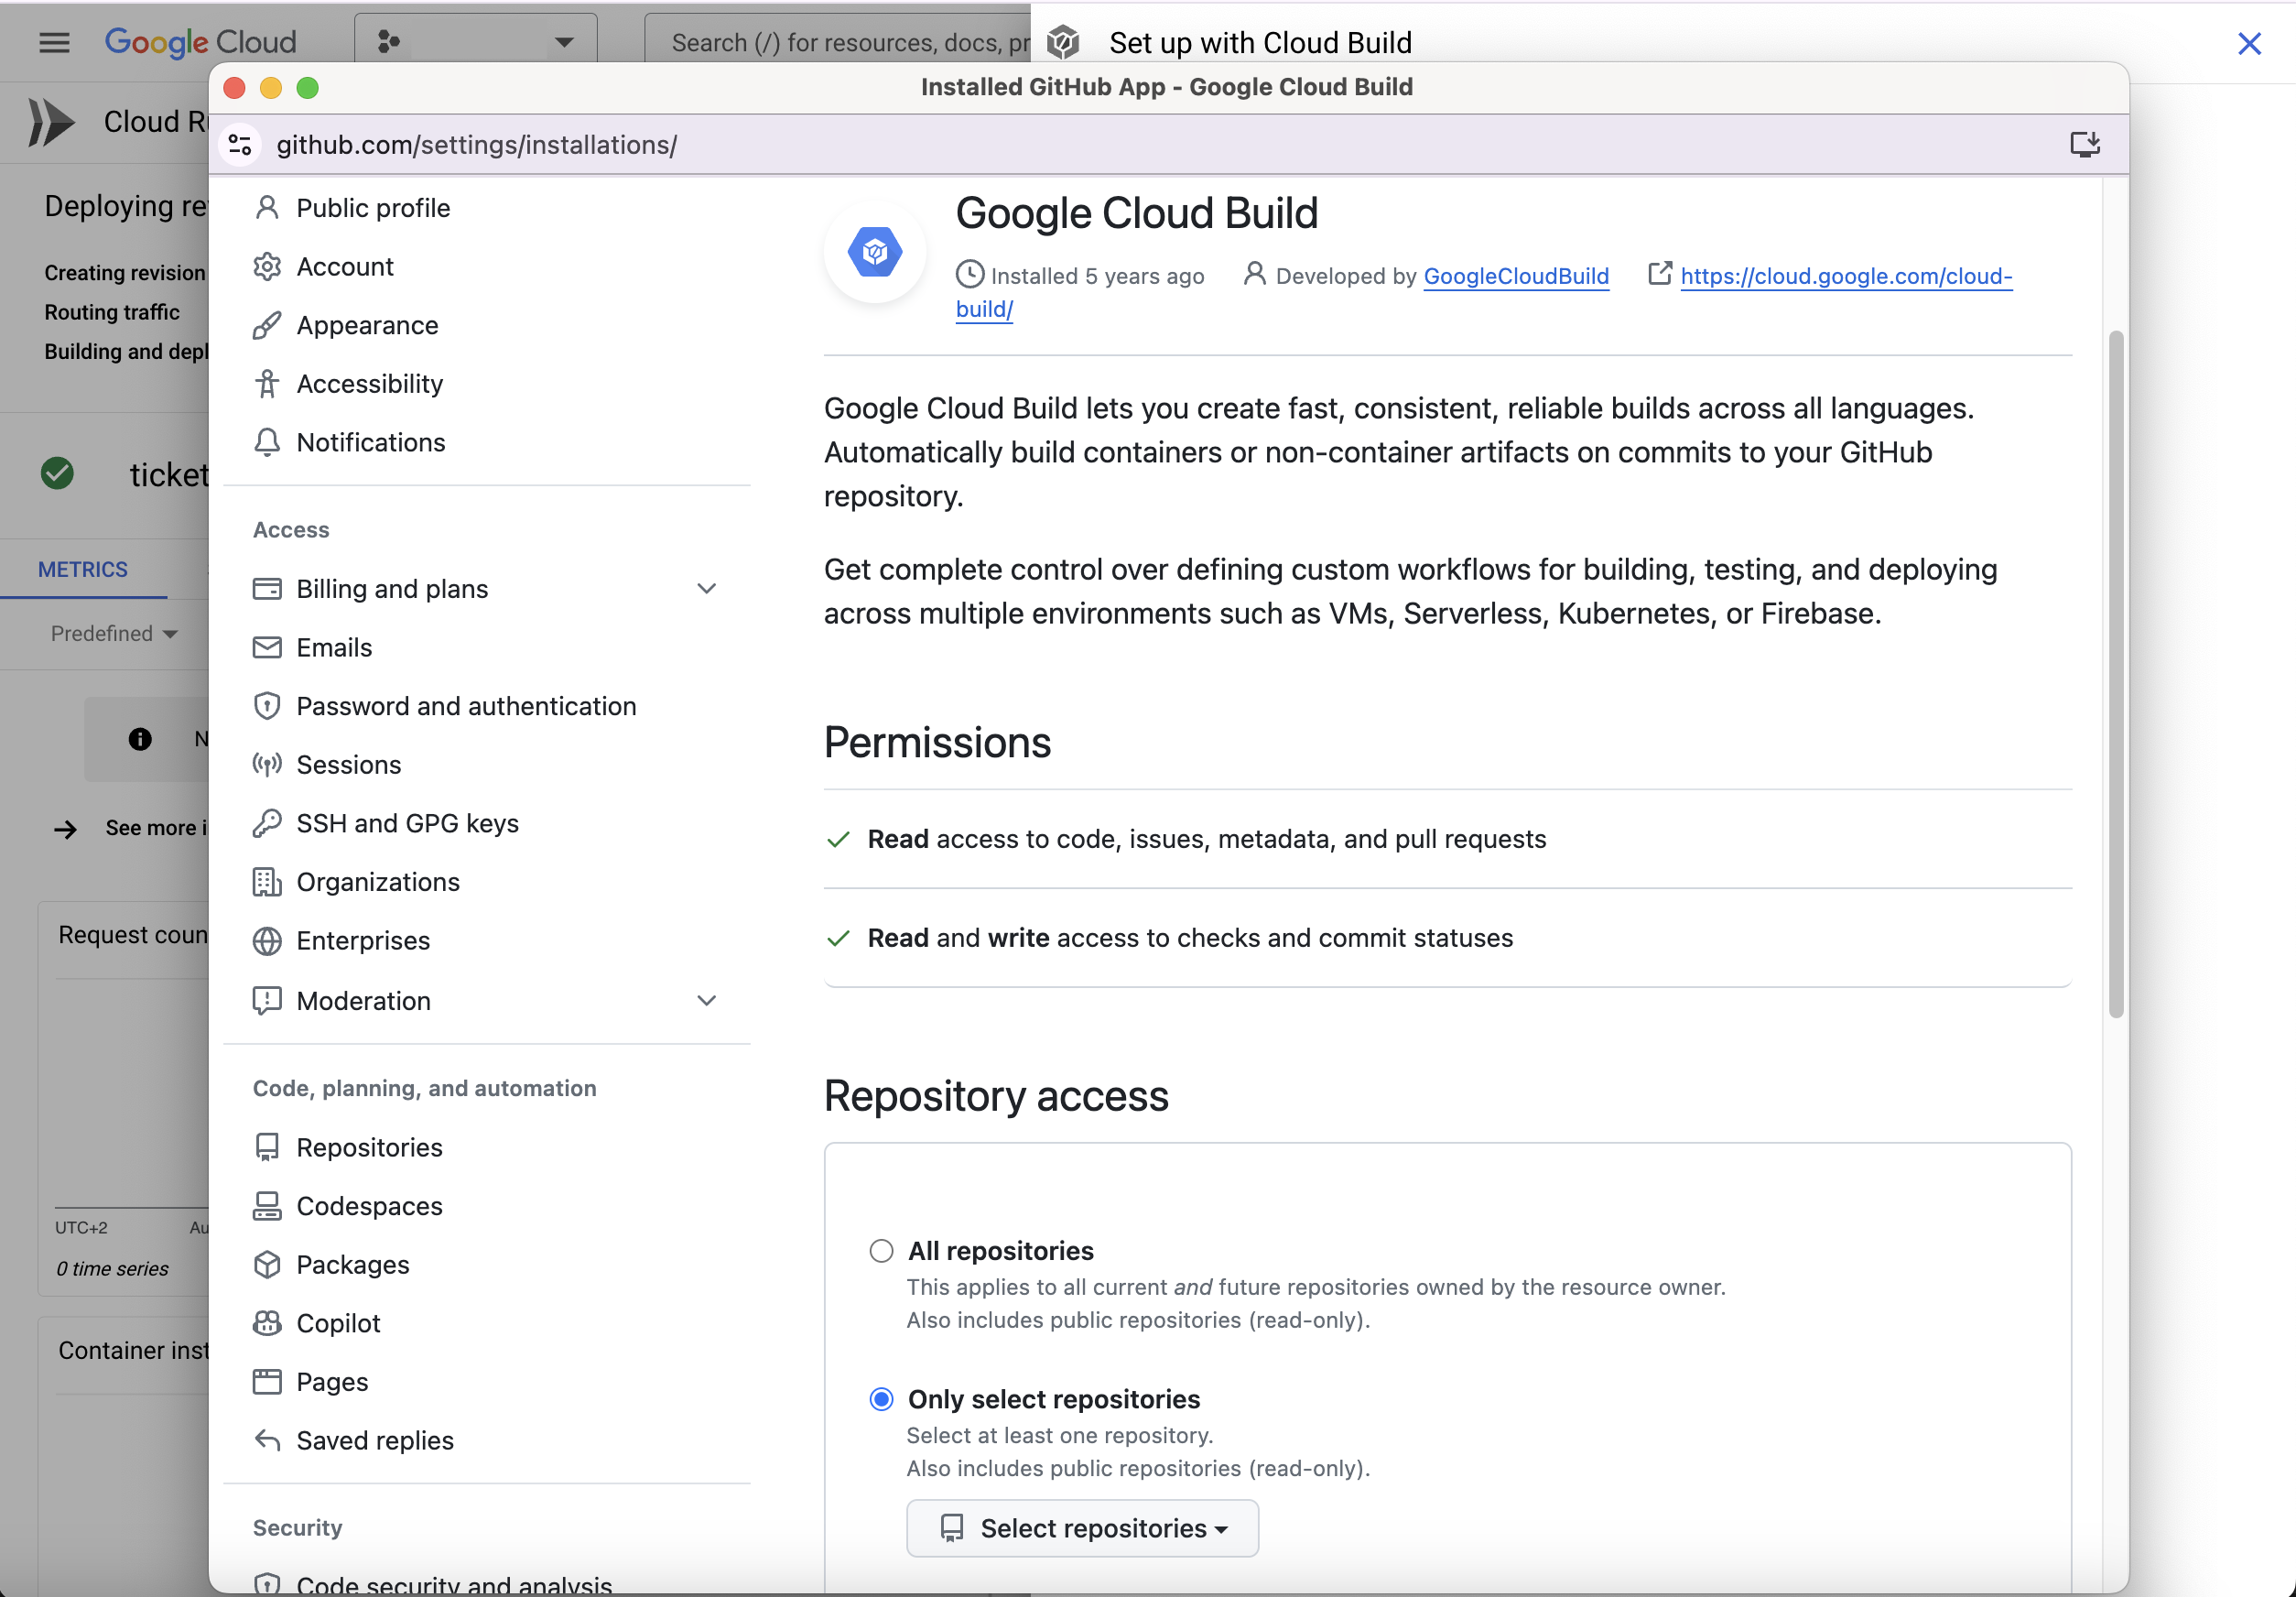 Google Cloud
Search (/) for resources, docs, pr
Set up with Cloud Build
Installed GitHub App - Google Cloud Build
github.com/settings/installations/
Cloud Ru
Deploying re
Creating revision
Routing traffic
Building and depl
ticket
METRICS
Predefined
N
See more i
Request coun
UTC+2 Au
0 time series
Container inst
Public profile
Account
Appearance
Accessibility
Notifications
Access
Billing and plans
Emails
Password and authentication
Sessions
SSH and GPG keys
Organizations
Enterprises
Moderation
Code, planning, and automation
Repositories
Codespaces
Packages
Copilot
Pages
Saved replies
Security
Code security and analysis
Google Cloud Build
Installed 5 years ago Developed by GoogleCloudBuild https://cloud.google.com/cloud-
build/
Google Cloud Build lets you create fast, consistent, reliable builds across all languages.
Automatically build containers or non-container artifacts on commits to your GitHub
repository.
Get complete control over defining custom workflows for building, testing, and deploying
across multiple environments such as VMs, Serverless, Kubernetes, or Firebase.
Permissions
Read access to code, issues, metadata, and pull requests
Read and write access to checks and commit statuses
Repository access
All repositories
This applies to all current and future repositories owned by the resource owner.
Also includes public repositories (read-only).
Only select repositories
Select at least one repository.
Also includes public repositories (read-only).
Select repositories